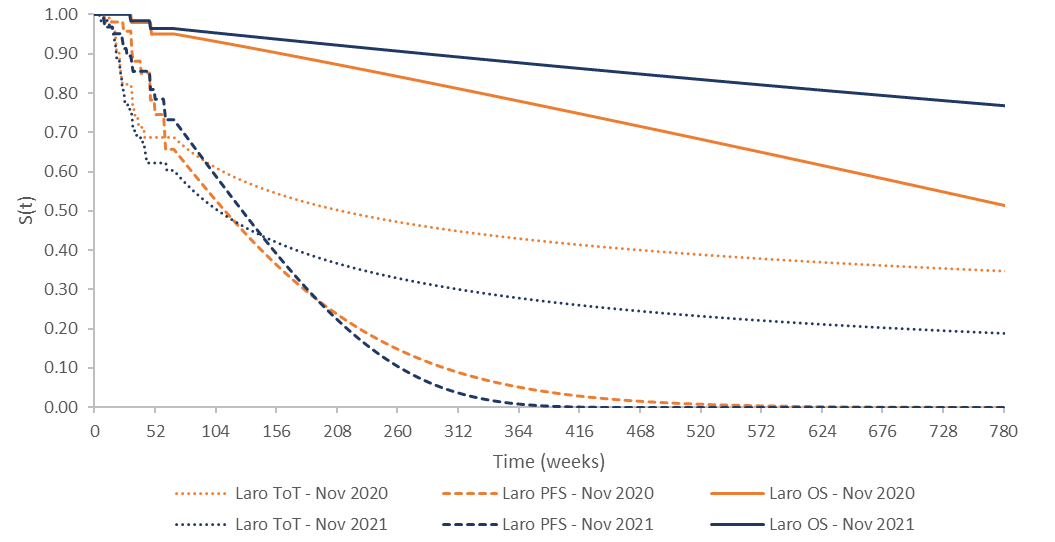 1.00
0.90
0.80
0.70
0.60
0.50
0.40
0.30
0.20
0.10
0.00
S(t)
0 52 104 156 208 260 312 364 416 468 520 572 624 676 728 780
Time (weeks)
Laro ToT - Nov 2020 Laro PFS - Nov 2020 Laro OS - Nov 2020
Laro ToT - Nov 2021 Laro PFS - Nov 2021 Laro OS - Nov 2021